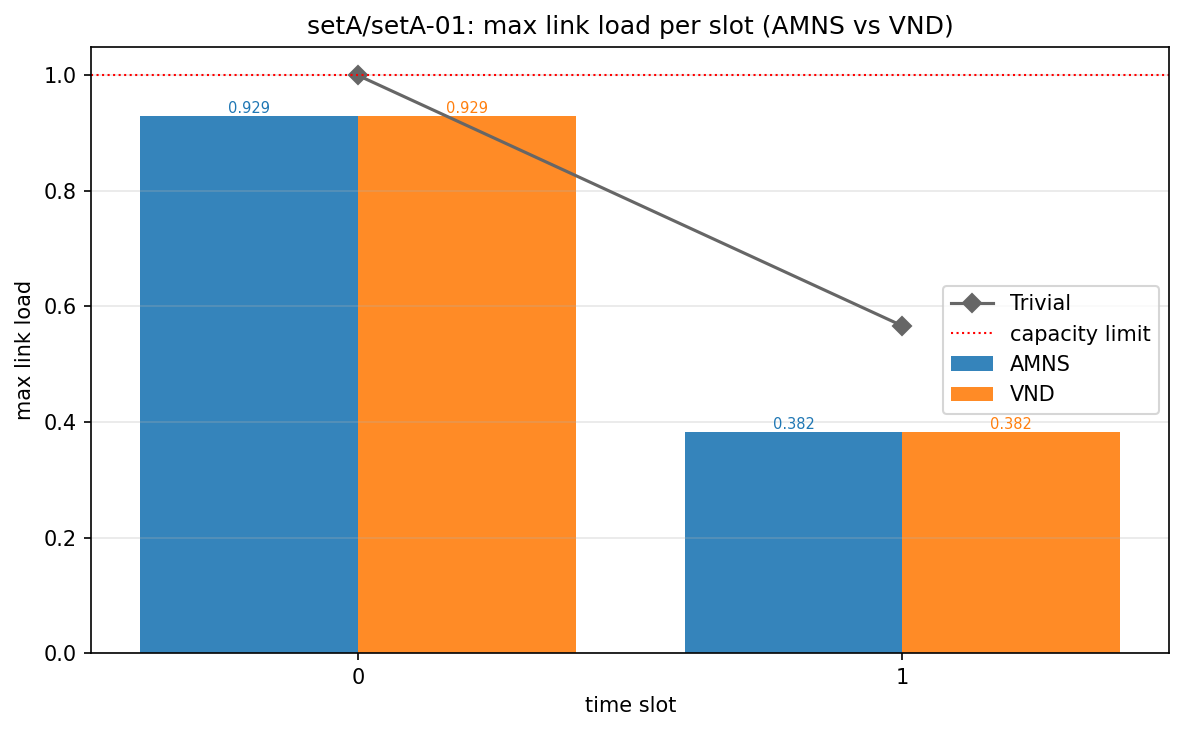 setA/setA-01: max link load per slot (AMNS vs VND)
max link load
1.0
0.8
0.6
0.4
0.2
0.0
0.929
0.929
0.382
0.382
Trivial
capacity limit
AMNS
VND
0
1
time slot